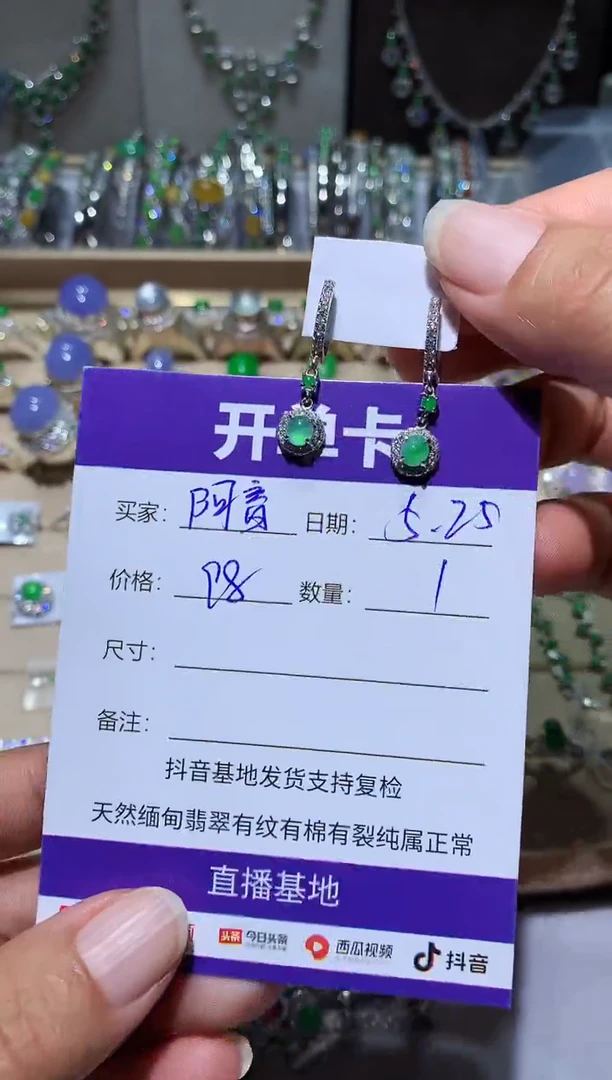 开单卡
买家：阿音 日期：5.25
价格：98 数量：1
尺寸：
备注：
抖音基地发货支持复检
天然缅甸翡翠有纹有棉有裂纯属正常
直播基地
头条 今日头条 西瓜视频 抖音